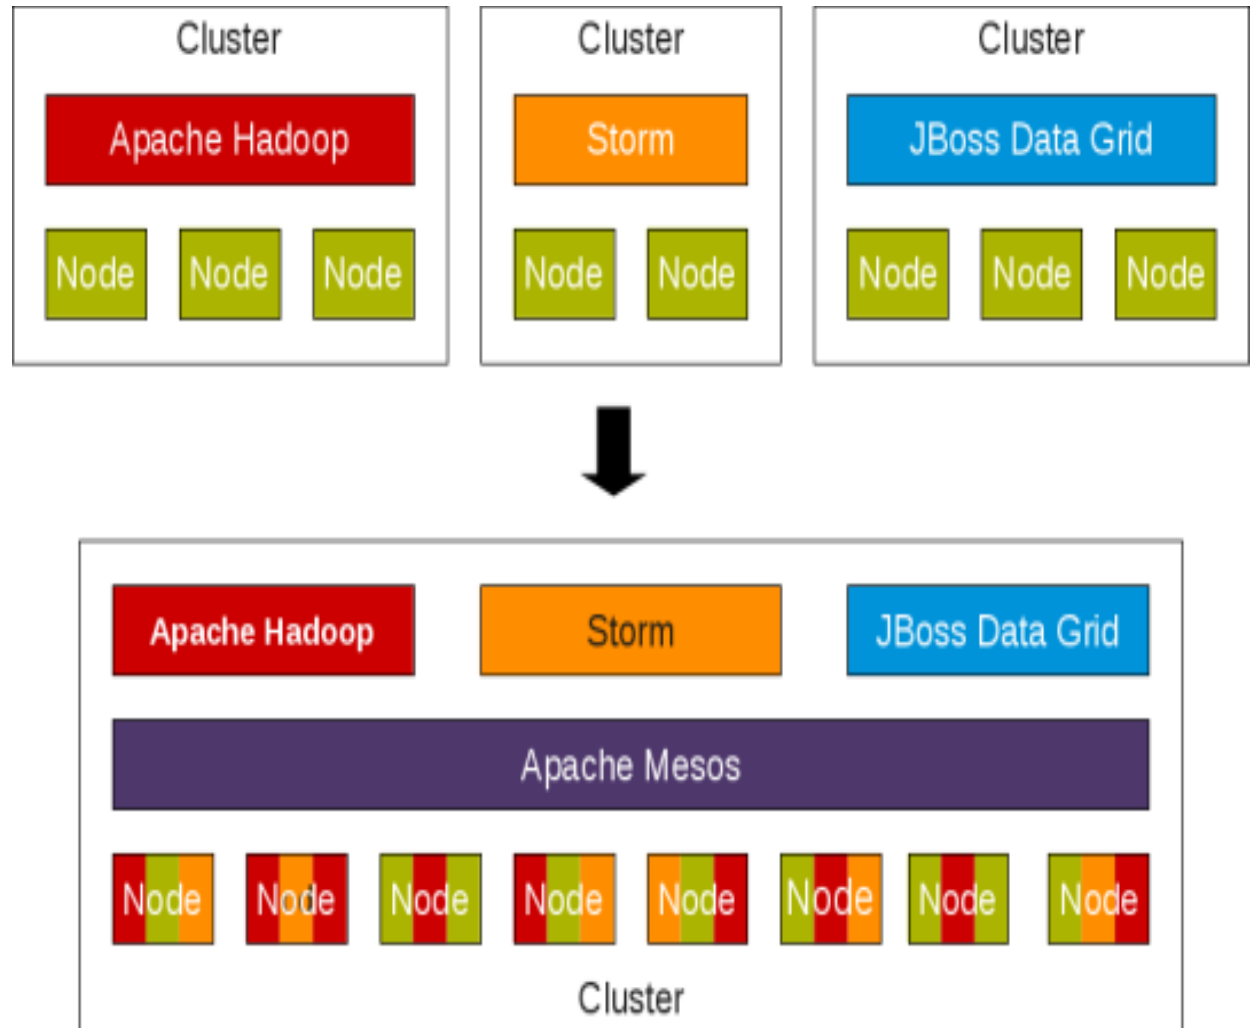 Cluster
Cluster
Cluster
Apache Hadoop
Storm
JBoss Data Grid
Node
Node
Node
Node
Node
Node
Node
Node
Apache Hadoop
Storm
JBoss Data Grid
Apache Mesos
Node
Node
Node
Node
Node
Node
Node
Node
Cluster